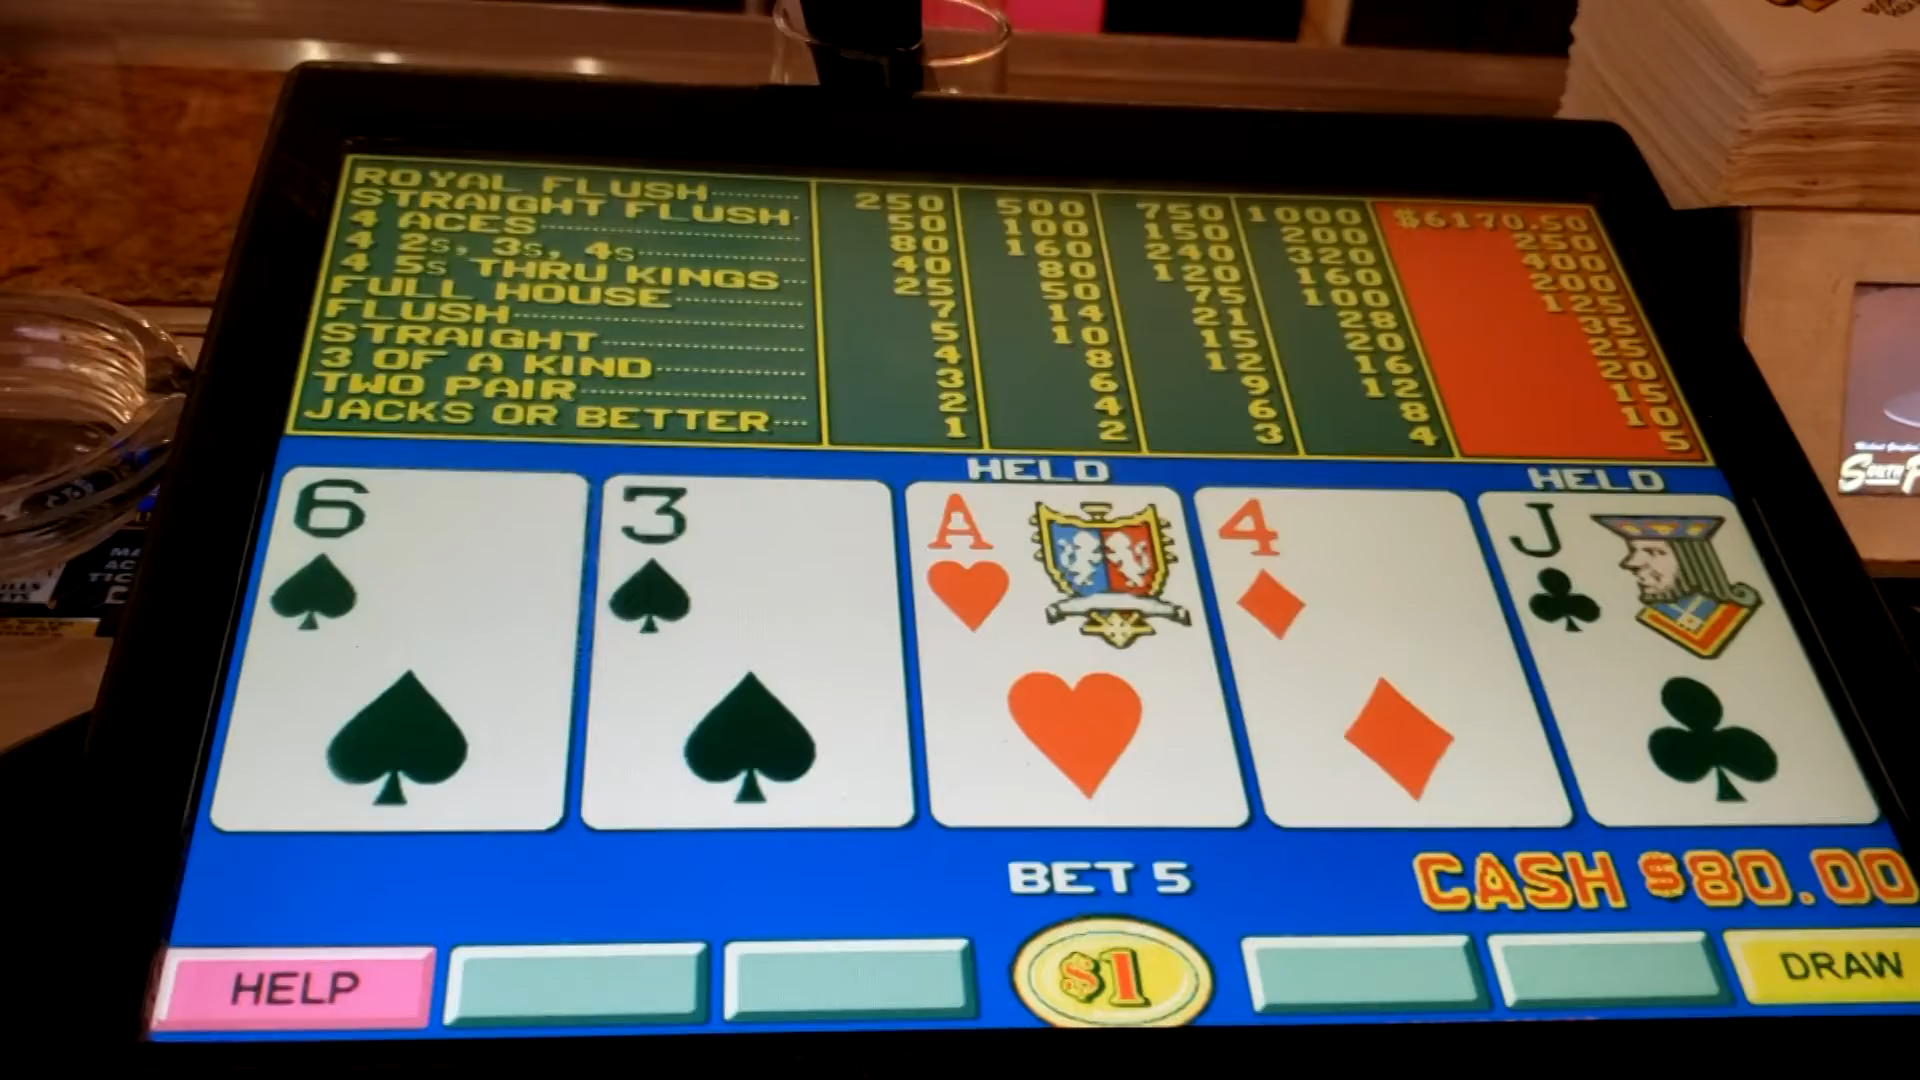 ROYAL FLUSH 250 500 750 1000 $6170.50
STRAIGHT FLUSH 50 100 150 200 250
4 ACES 80 160 240 320 400
4 2s, 3s, 4s 40 80 120 160 200
4 5s THRU KINGS 25 50 75 100 125
FULL HOUSE 7 14 21 28 35
FLUSH 5 10 15 20 25
STRAIGHT 4 8 12 16 20
3 OF A KIND 3 6 9 12 15
TWO PAIR 2 4 6 8 10
JACKS OR BETTER 1 2 3 4 5
HELD HELD
6 3 A 4 J
BET 5 CASH $80.00
HELP $1 DRAW